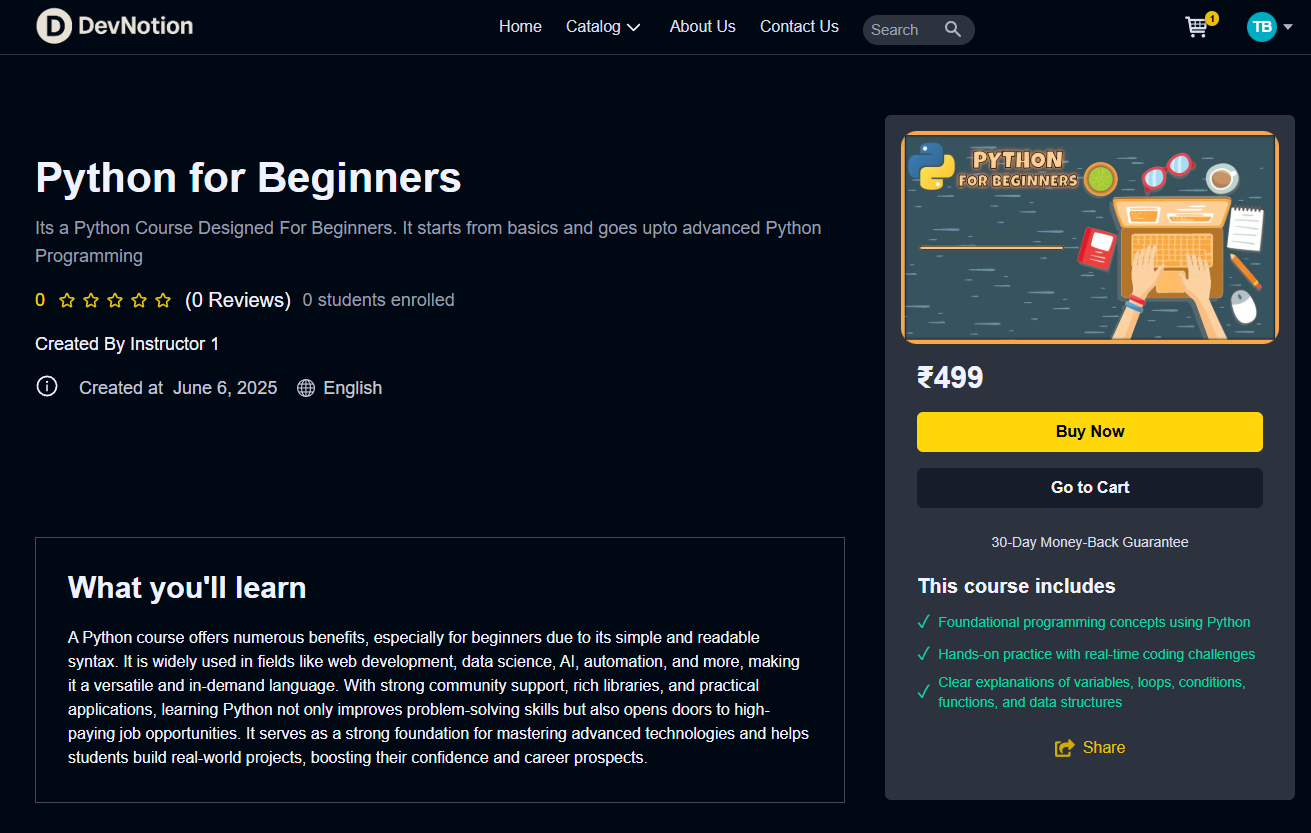 D DevNotion
Home Catalog About Us Contact Us Search 1 TB
Python for Beginners
Its a Python Course Designed For Beginners. It starts from basics and goes upto advanced Python
Programming
0 (0 Reviews) 0 students enrolled
Created By Instructor 1
Created at June 6, 2025 English
What you'll learn
A Python course offers numerous benefits, especially for beginners due to its simple and readable
syntax. It is widely used in fields like web development, data science, AI, automation, and more, making
it a versatile and in-demand language. With strong community support, rich libraries, and practical
applications, learning Python not only improves problem-solving skills but also opens doors to high-
paying job opportunities. It serves as a strong foundation for mastering advanced technologies and helps
students build real-world projects, boosting their confidence and career prospects.
PYTHON
FOR BEGINNERS
₹499
Buy Now
Go to Cart
30-Day Money-Back Guarantee
This course includes
Foundational programming concepts using Python
Hands-on practice with real-time coding challenges
Clear explanations of variables, loops, conditions,
functions, and data structures
Share